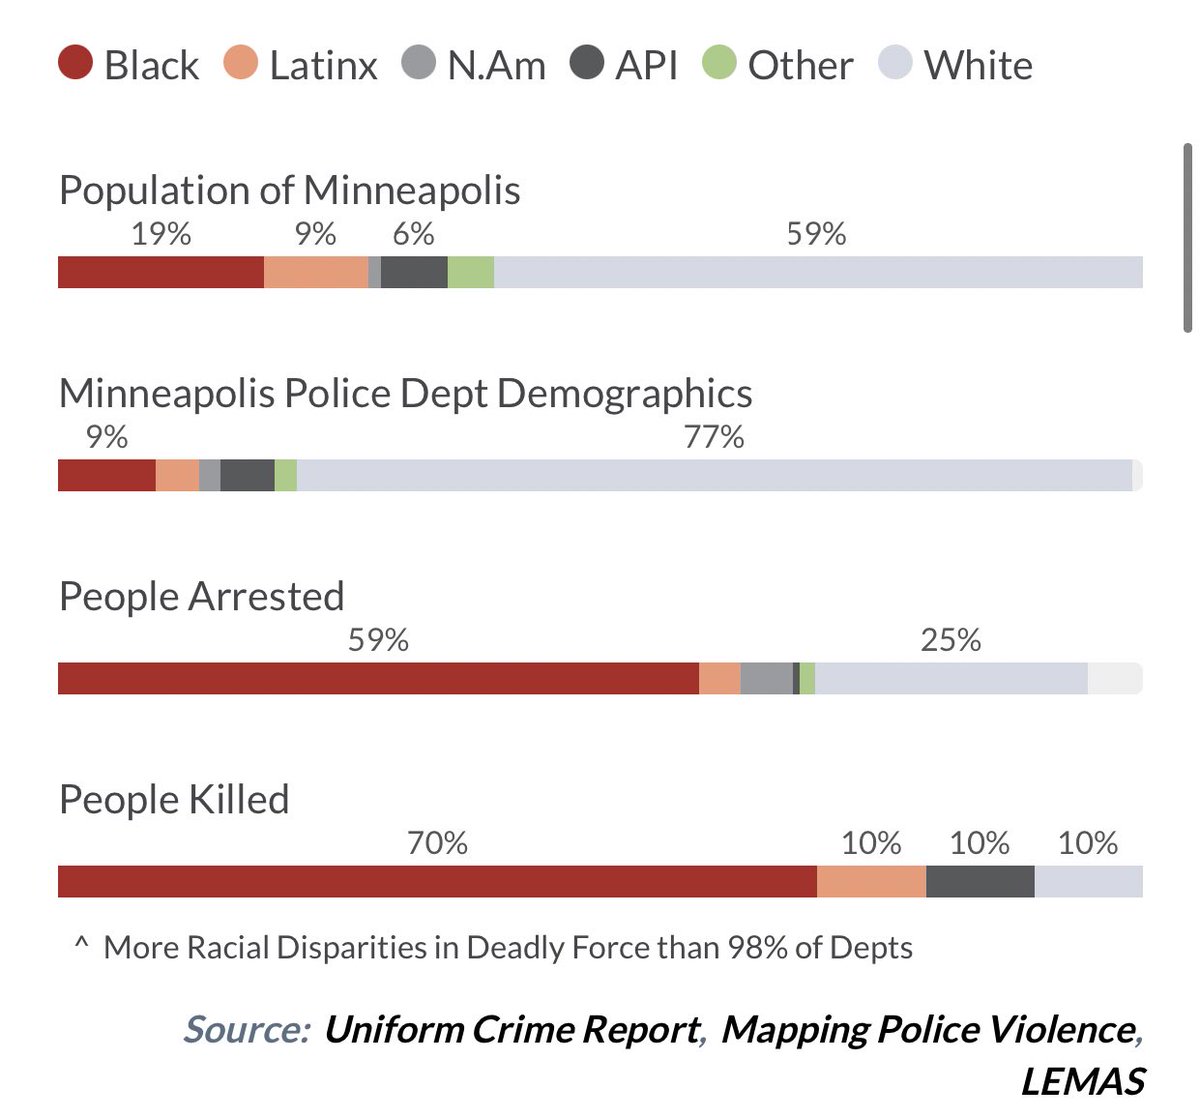 Black Latinx N.Am API Other White
Population of Minneapolis
19% 9% 6% 59%
Minneapolis Police Dept Demographics
9% 77%
People Arrested
59% 25%
People Killed
70% 10% 10% 10%
^ More Racial Disparities in Deadly Force than 98% of Depts
Source: Uniform Crime Report, Mapping Police Violence,
LEMAS